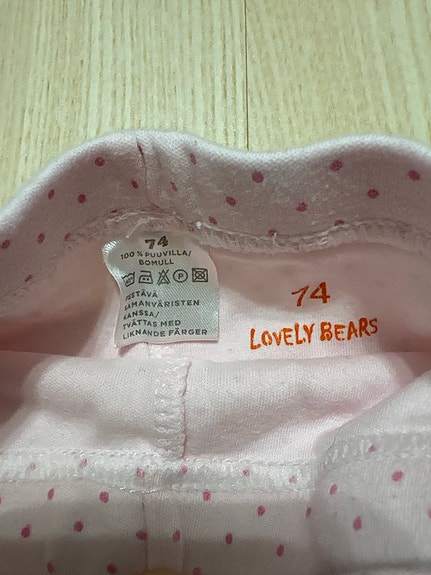 74
100 % PUUVILLA/
BOMULL
P
PESTÄVÄ
SAMANVÄRISTEN
KANSSA/
TVÄTTAS MED
LIKNANDE FÄRGER
74
LOVELY BEARS